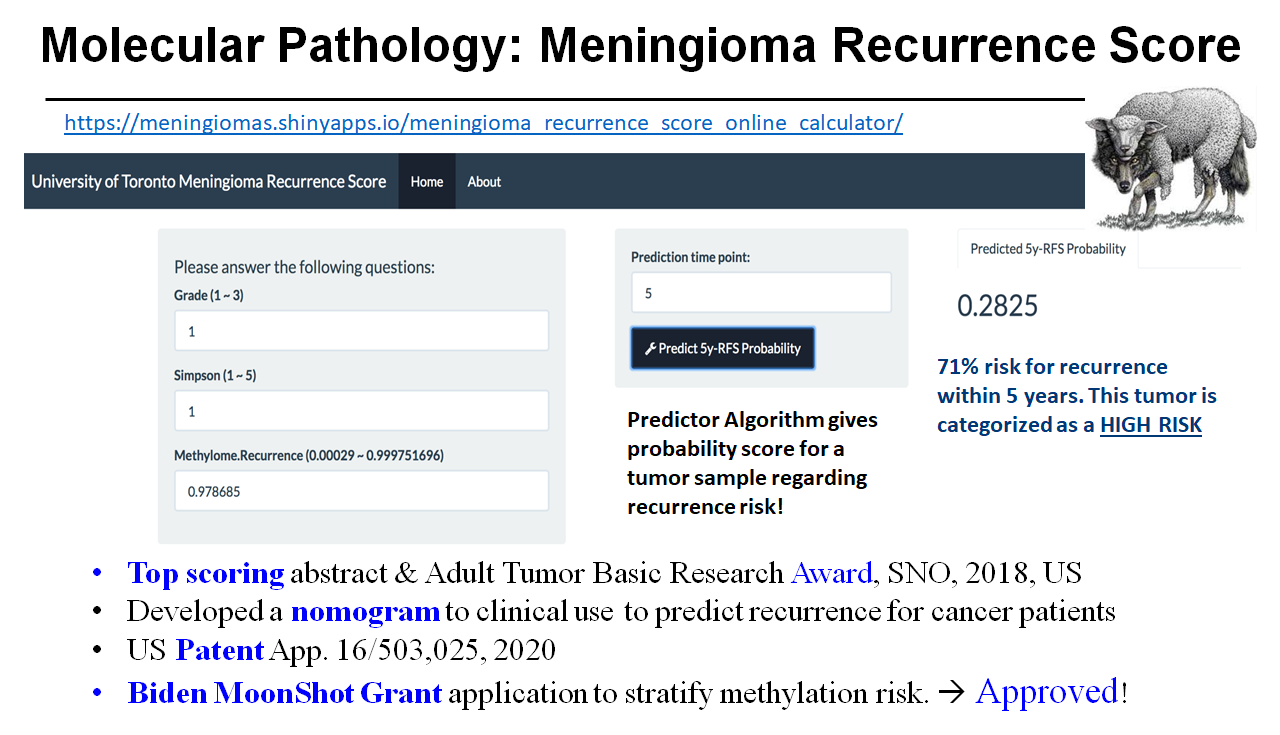 Molecular Pathology: Meningioma Recurrence Score
https://meningiomas.shinyapps.io/meningioma_recurrence_score_online_calculator/
University of Toronto Meningioma Recurrence Score
Home
About
Please answer the following questions:
Grade (1 ~ 3)
1
Simpson (1 ~ 5)
1
Methylome.Recurrence (0.00029 ~ 0.999751696)
0.978685
Prediction time point:
5
Predict 5y-RFS Probability
Predictor Algorithm gives
probability score for a
tumor sample regarding
recurrence risk!
Predicted 5y-RFS Probability
0.2825
71% risk for recurrence
within 5 years. This tumor is
categorized as a HIGH RISK
• Top scoring abstract & Adult Tumor Basic Research Award, SNO, 2018, US
• Developed a nomogram to clinical use to predict recurrence for cancer patients
• US Patent App. 16/503,025, 2020
• Biden MoonShot Grant application to stratify methylation risk. → Approved!